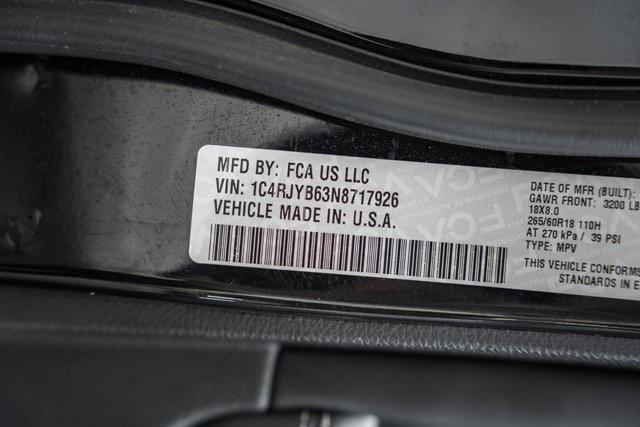 MFD BY: FCA US LLC
VIN: 1C4RJYB63N8717926
VEHICLE MADE IN: U.S.A.
DATE OF MFR (BUILT):
GAWR FRONT: 3200 LB
18X8.0
265/60R18 110H
AT 270 kPa / 39 PSI
TYPE: MPV
THIS VEHICLE CONFORMS
STANDARDS IN E